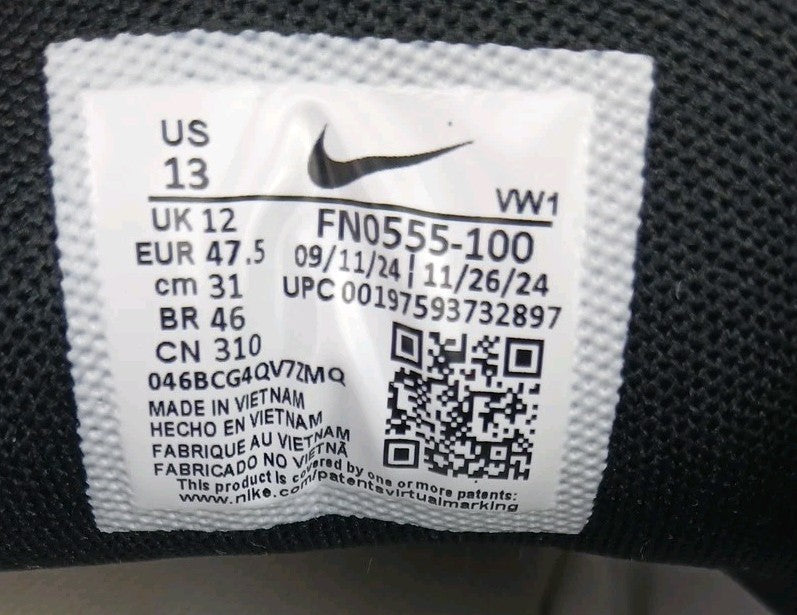 US
13
VW1
UK 12
FN0555-100
EUR 47.5
09/11/24 | 11/26/24
cm 31
UPC 00197593732897
BR 46
CN 310
046BCG4QV7ZMQ
MADE IN VIETNAM
HECHO EN VIETNAM
FABRIQUE AU VIETNAM
FABRICADO NO VIETNÃ
This product is covered by one or more patents:
www.nike.com/patentsvirtualmarking